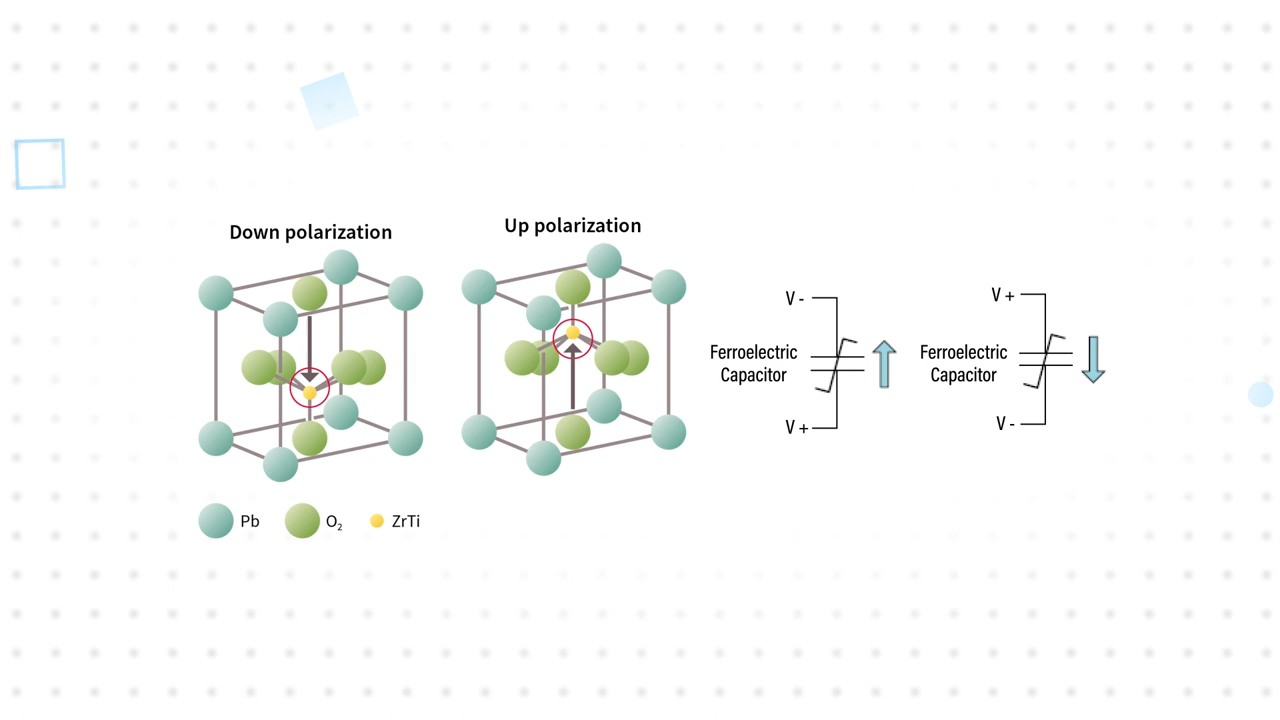 Down polarization
Up polarization
Pb
O₂
ZrTi
V -
Ferroelectric
Capacitor
V +
V +
Ferroelectric
Capacitor
V -